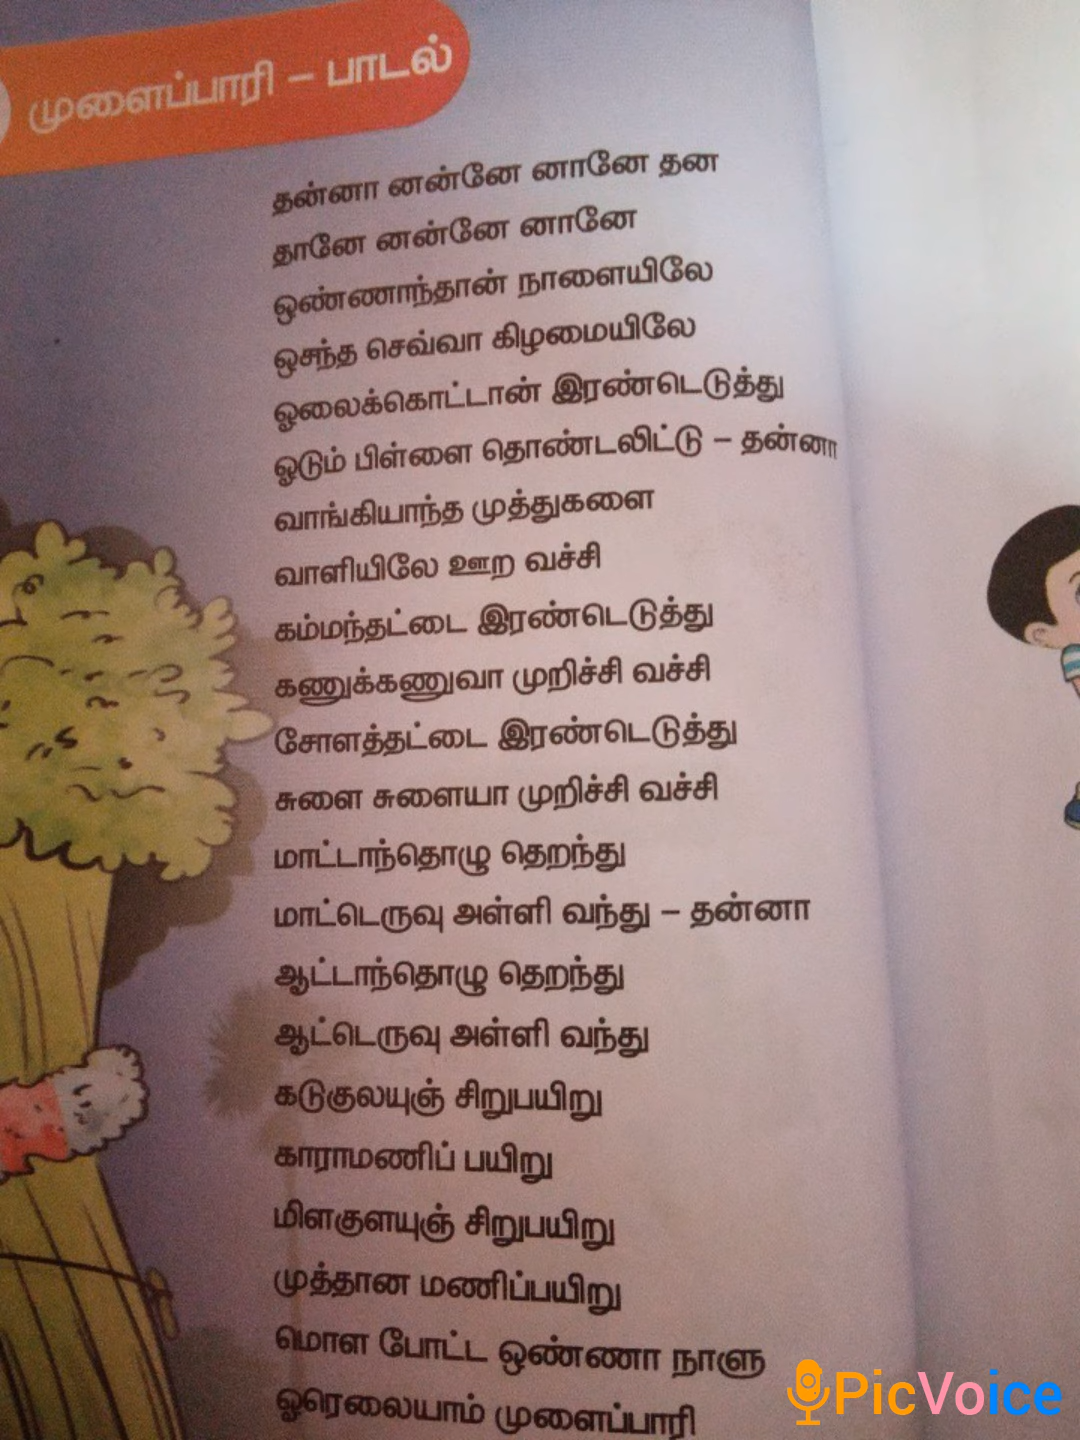 முளைப்பாரி – பாடல்
தன்னா னன்னே னானே தன
தானே னன்னே னானே
ஒண்ணாந்தான் நாளையிலே
ஒசந்த செவ்வா கிழமையிலே
ஓலைக்கொட்டான் இரண்டெடுத்து
ஓடும் பிள்ளை தொண்டலிட்டு – தன்னா
வாங்கியாந்த முத்துகளை
வாளியிலே ஊற வச்சி
கம்மந்தட்டை இரண்டெடுத்து
கணுக்கணுவா முறிச்சி வச்சி
சோளத்தட்டை இரண்டெடுத்து
சுளை சுளையா முறிச்சி வச்சி
மாட்டாந்தொழு தெறந்து
மாட்டெருவு அள்ளி வந்து – தன்னா
ஆட்டாந்தொழு தெறந்து
ஆட்டெருவு அள்ளி வந்து
கடுகுலயுஞ் சிறுபயிறு
காராமணிப் பயிறு
மிளகுளயுஞ் சிறுபயிறு
முத்தான மணிப்பயிறு
மொள போட்ட ஒண்ணா நாளு
ஓரெலையாம் முளைப்பாரி
PicVoice